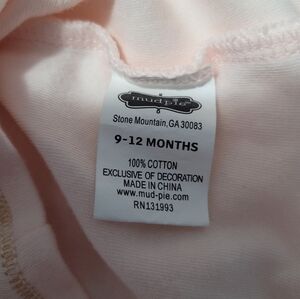 mud-pie
Stone Mountain,GA 30083
9-12 MONTHS
100% COTTON
EXCLUSIVE OF DECORATION
MADE IN CHINA
www.mud-pie.com
RN131993